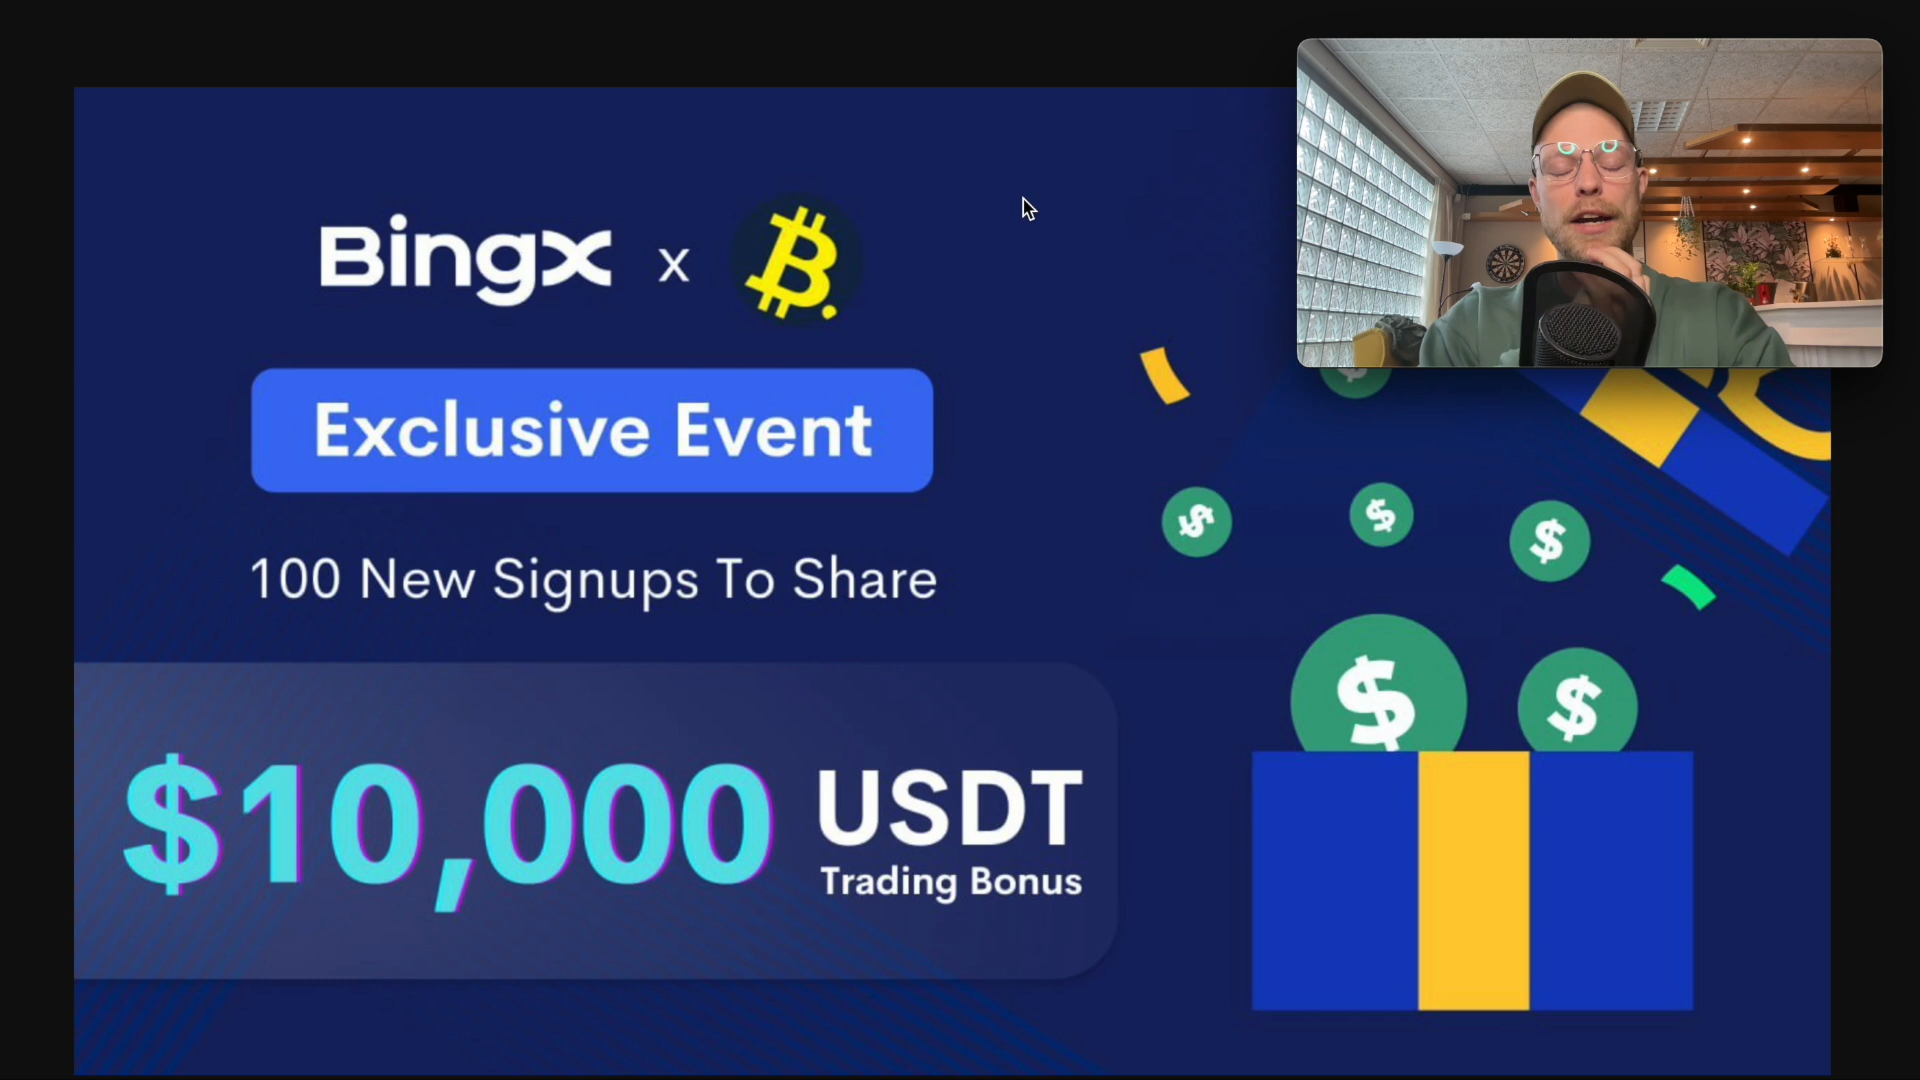 BingX x
Exclusive Event
100 New Signups To Share
$10,000 USDT
Trading Bonus